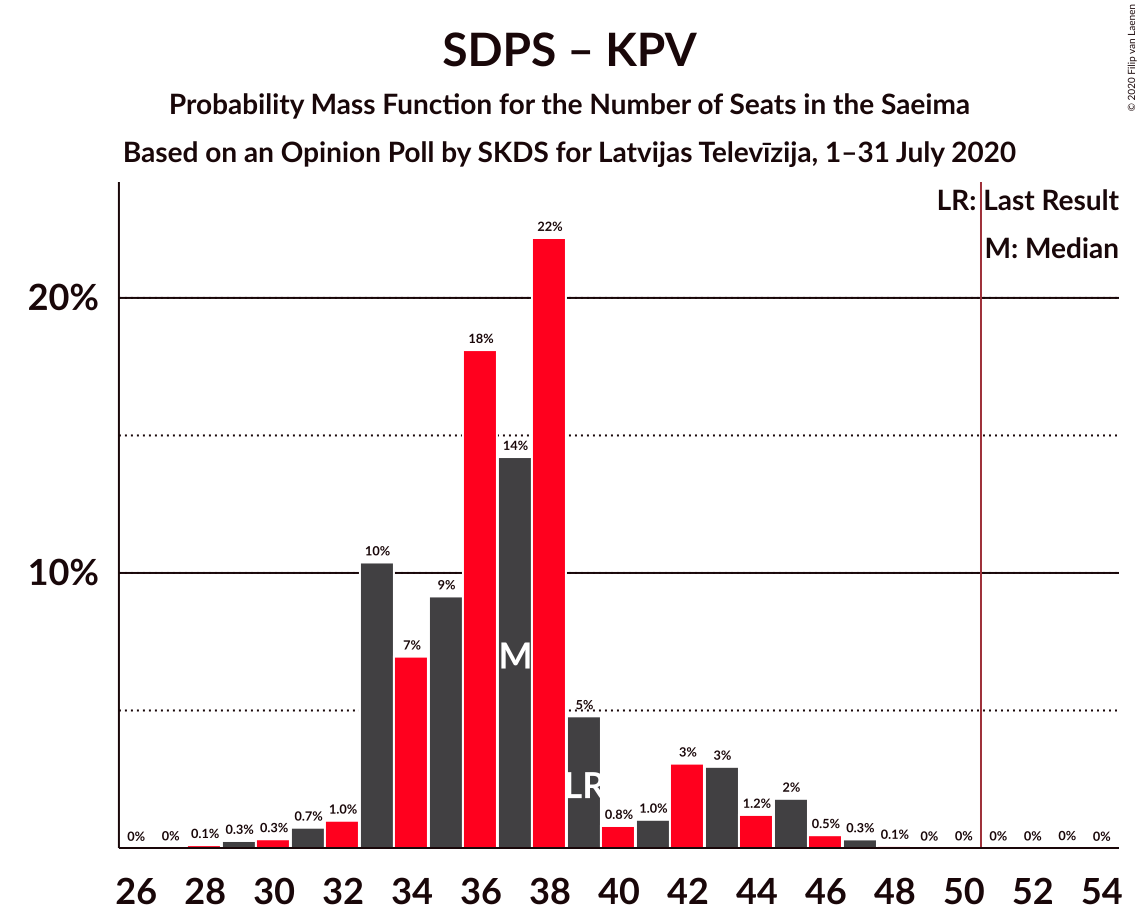 SDPS – KPV
Probability Mass Function for the Number of Seats in the Saeima
Based on an Opinion Poll by SKDS for Latvijas Televīzija, 1–31 July 2020
© 2020 Filip van Laenen
LR: Last Result
M: Median
20%
10%
0% 0% 0.1% 0.3% 0.3% 0.7% 1.0% 10% 7% 9% 18% 14% 22% 5% 0.8% 1.0% 3% 3% 1.2% 2% 0.5% 0.3% 0.1% 0% 0% 0% 0% 0% 0%
M
LR
26 28 30 32 34 36 38 40 42 44 46 48 50 52 54